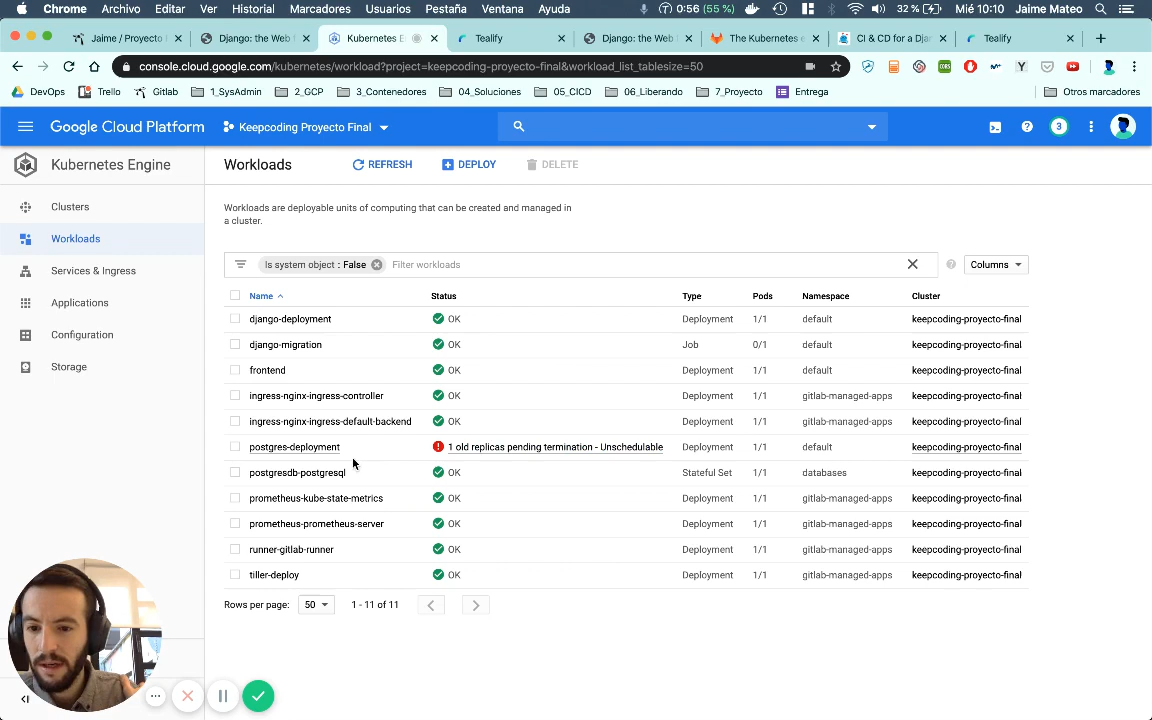 Chrome Archivo Editar Ver Historial Marcadores Usuarios Pestaña Ventana Ayuda 0:56 (55 %) 32 % Mié 10:10 Jaime Mateo
Jaime / Proyecto Django: the Web Kubernetes E Tealify Django: the Web The Kubernetes e CI & CD for a Dja Tealify
console.cloud.google.com/kubernetes/workload?project=keepcoding-proyecto-final&workload_list_tablesize=50
DevOps Trello Gitlab 1_SysAdmin 2_GCP 3_Contenedores 04_Soluciones 05_CICD 06_Liberando 7_Proyecto Entrega Otros marcadores
Google Cloud Platform Keepcoding Proyecto Final 3
Kubernetes Engine Workloads REFRESH DEPLOY DELETE
Clusters
Workloads
Services & Ingress
Applications
Configuration
Storage
Workloads are deployable units of computing that can be created and managed in
a cluster.
Is system object : False Filter workloads Columns
Name Status Type Pods Namespace Cluster
django-deployment OK Deployment 1/1 default keepcoding-proyecto-final
django-migration OK Job 0/1 default keepcoding-proyecto-final
frontend OK Deployment 1/1 default keepcoding-proyecto-final
ingress-nginx-ingress-controller OK Deployment 1/1 gitlab-managed-apps keepcoding-proyecto-final
ingress-nginx-ingress-default-backend OK Deployment 1/1 gitlab-managed-apps keepcoding-proyecto-final
postgres-deployment 1 old replicas pending termination - Unschedulable Deployment 1/1 default keepcoding-proyecto-final
postgresdb-postgresql OK Stateful Set 1/1 databases keepcoding-proyecto-final
prometheus-kube-state-metrics OK Deployment 1/1 gitlab-managed-apps keepcoding-proyecto-final
prometheus-prometheus-server OK Deployment 1/1 gitlab-managed-apps keepcoding-proyecto-final
runner-gitlab-runner OK Deployment 1/1 gitlab-managed-apps keepcoding-proyecto-final
tiller-deploy OK Deployment 1/1 gitlab-managed-apps keepcoding-proyecto-final
Rows per page: 50 1 - 11 of 11